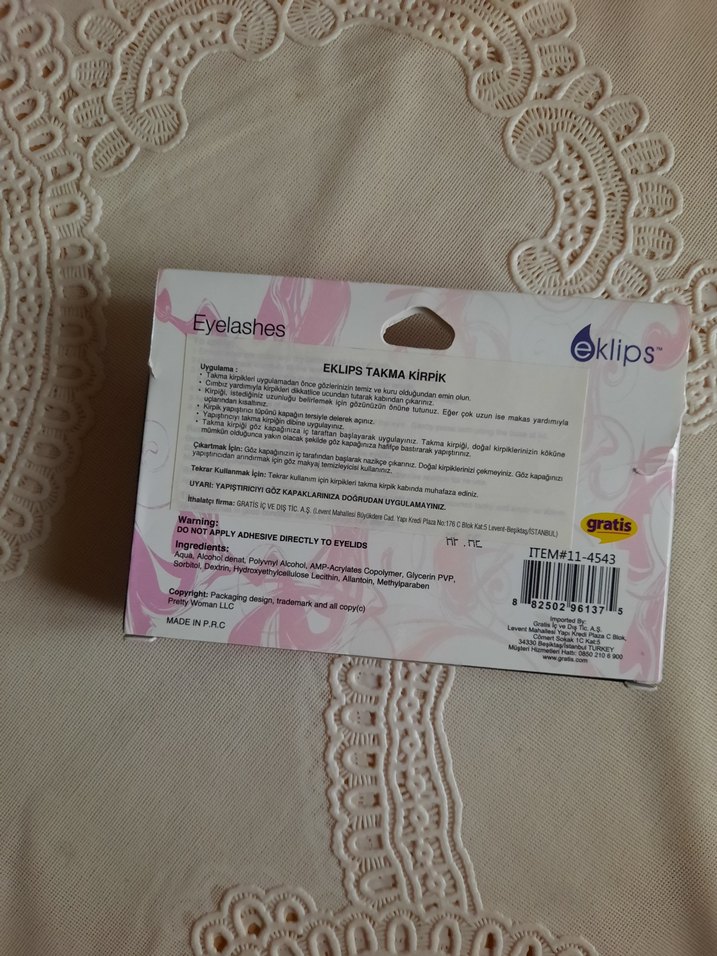 Eyelashes
eklips™
EKLIPS TAKMA KİRPİK
Uygulama :
• Takma kirpikleri uygulamadan önce gözlerinizin temiz ve kuru olduğundan emin olun.
• Cımbız yardımıyla kirpikleri dikkatlice ucundan tutarak kabından çıkarınız.
• Kirpiği, istediğiniz uzunluğu belirlemek için gözünüzün önüne tutunuz. Eğer çok uzun ise makas yardımıyla
uçlarından kısaltınız.
• Kirpik yapıştırıcı tüpünü kapağın tersiyle delerek açınız.
• Yapıştırıcıyı takma kirpiğin dibine uygulayınız.
• Takma kirpiği göz kapağınıza iç taraftan başlayarak uygulayınız. Takma kirpiği, doğal kirpiklerinizin köküne
mümkün olduğunca yakın olacak şekilde göz kapağınıza hafifçe bastırarak yapıştırınız.
Çıkartmak İçin: Göz kapağınızın iç tarafından başlarak nazikçe çıkarınız. Doğal kirpiklerinizi çekmeyiniz. Göz kapağınızı
yapıştırıcıdan arındırmak için göz makyaj temizleyicisi kullanınız.
Tekrar Kullanmak İçin: Tekrar kullanım için kirpikleri takma kirpik kabında muhafaza ediniz.
UYARI: YAPIŞTIRICIYI GÖZ KAPAKLARINIZA DOĞRUDAN UYGULAMAYINIZ.
İthalatçı firma: GRATİS İÇ VE DIŞ TİC. A.Ş. (Levent Mahallesi Büyükdere Cad. Yapı Kredi Plaza No:176 C Blok Kat:5 Levent-Beşiktaş/İSTANBUL)
Warning:
DO NOT APPLY ADHESIVE DIRECTLY TO EYELIDS
Ingredients:
Aqua, Alcohol denat, Polyvnyl Alcohol, AMP-Acrylates Copolymer, Glycerin PVP,
Sorbitol, Dextrin, Hydroxyethylcellulose Lecithin, Allantoin, Methylparaben
Copyright: Packaging design, trademark and all copy(c)
Pretty Woman LLC
MADE IN P.R.C
gratis
ITEM#11-4543
8 82502 96137 5
Imported By:
Gratis İç ve Dış Tic. A.Ş.
Levent Mahallesi Yapı Kredi Plaza C Blok,
Cömert Sokak 1C Kat:5
34330 Beşiktaş/İstanbul TURKEY
Müşteri Hizmetleri Hattı: 0850 210 6 900
www.gratis.com